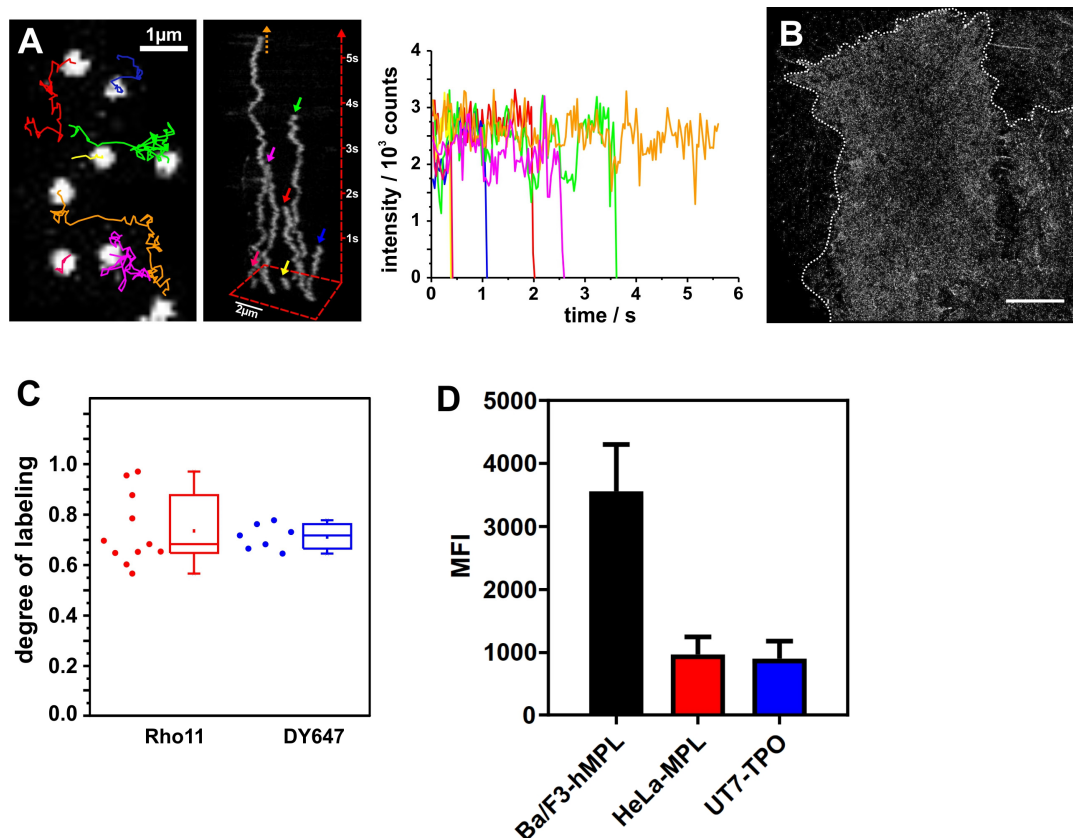 A
1µm
5s
4s
3s
2s
1s
2µm
intensity / 10³ counts
4
3
2
1
0
0 1 2 3 4 5 6
time / s
B
C
degree of labeling
1.0
0.8
0.6
0.4
0.2
0.0
Rho11 DY647
D
MFI
5000
4000
3000
2000
1000
0
Ba/F3-hMPL
HeLa-MPL
UT7-TPO